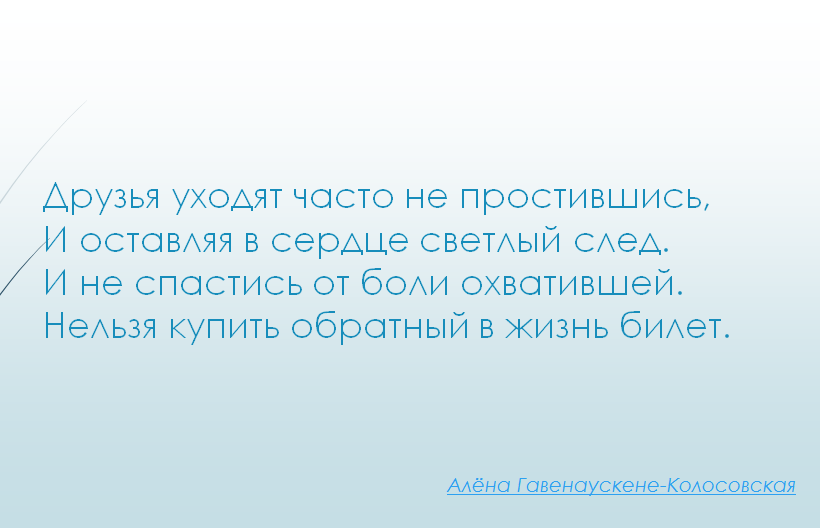 Друзья уходят часто не простившись,
И оставляя в сердце светлый след.
И не спастись от боли охватившей.
Нельзя купить обратный в жизнь билет.
Алёна Гавенаускене-Колосовская